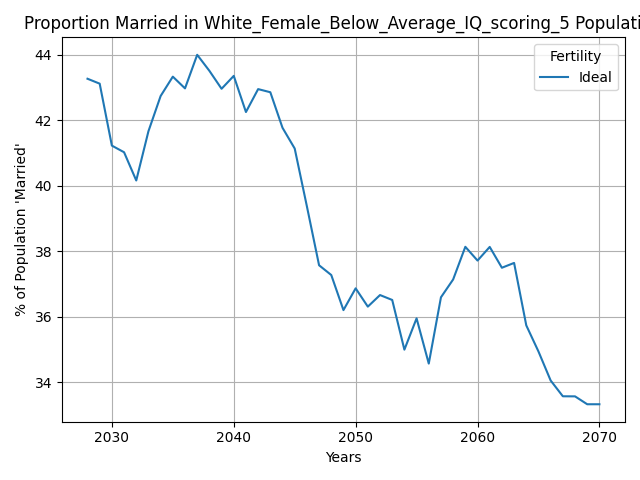 Proportion Married in White_Female_Below_Average_IQ_scoring_5 Populati
Fertility
Ideal
44
42
40
38
36
34
% of Population 'Married'
2030 2040 2050 2060 2070
Years